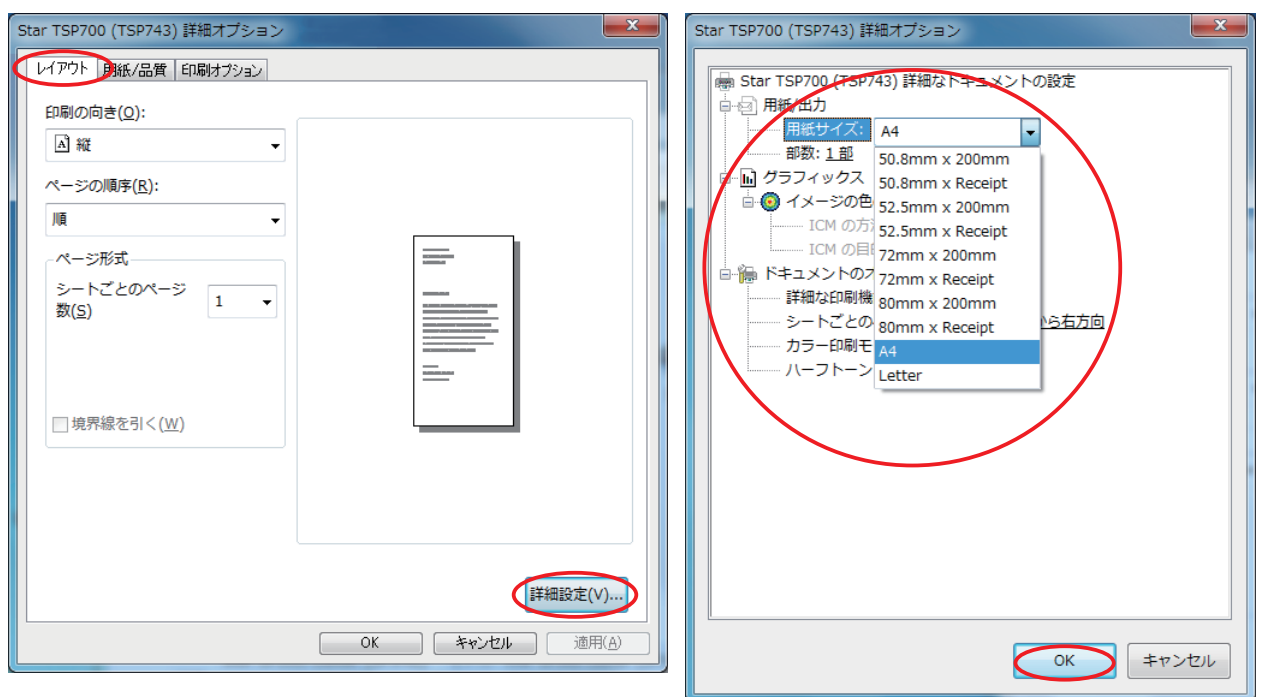 Star TSP700 (TSP743) 詳細オプション
レイアウト 用紙/品質 印刷オプション
印刷の向き(O):
A 縦
ページの順序(R):
順
ページ形式
シートごとのページ
数(S)
1
境界線を引く(W)
詳細設定(V)...
OK キャンセル 適用(A)
Star TSP700 (TSP743) 詳細オプション
Star TSP700 (TSP743) 詳細なドキュメントの設定
用紙/出力
用紙サイズ: A4
部数: 1 部
50.8mm x 200mm
グラフィックス 50.8mm x Receipt
イメージの色 52.5mm x 200mm
ICM の方 52.5mm x Receipt
ICM の目 72mm x 200mm
ドキュメントのオ 72mm x Receipt
詳細な印刷機 80mm x 200mm
シートごとの 80mm x Receipt から右方向
カラー印刷モ A4
ハーフトーン Letter
OK キャンセル